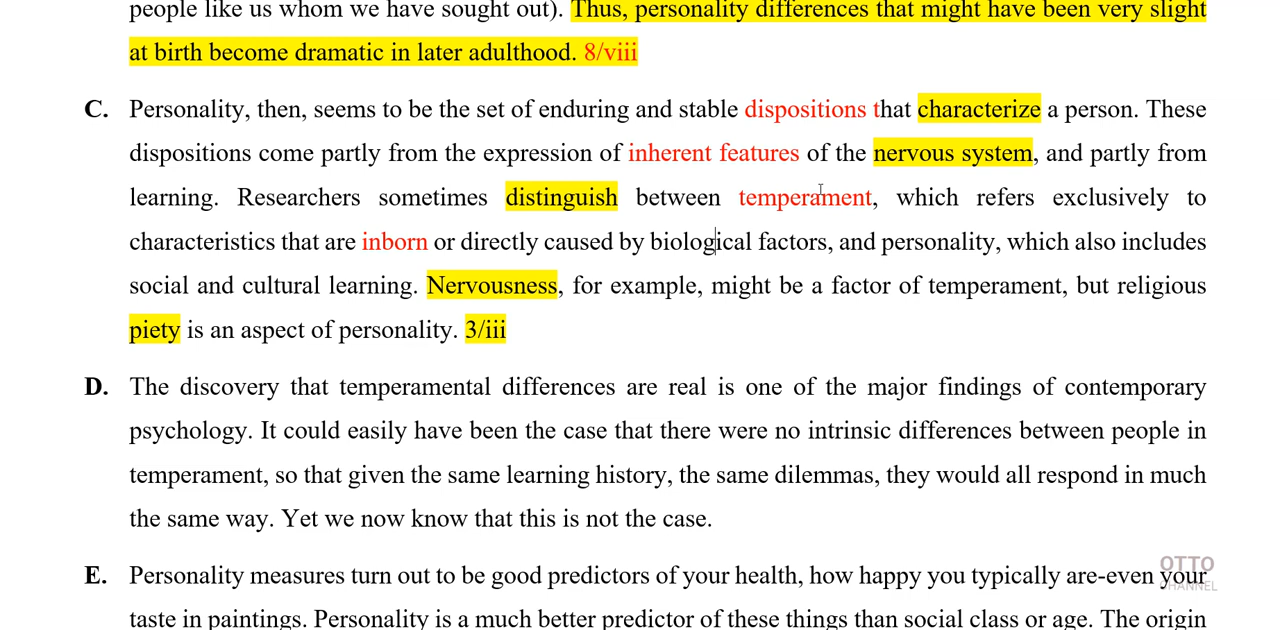 people like us whom we have sought out). Thus, personality differences that might have been very slight
at birth become dramatic in later adulthood. 8/viii
C. Personality, then, seems to be the set of enduring and stable dispositions that characterize a person. These
dispositions come partly from the expression of inherent features of the nervous system, and partly from
learning. Researchers sometimes distinguish between temperament, which refers exclusively to
characteristics that are inborn or directly caused by biological factors, and personality, which also includes
social and cultural learning. Nervousness, for example, might be a factor of temperament, but religious
piety is an aspect of personality. 3/iii
D. The discovery that temperamental differences are real is one of the major findings of contemporary
psychology. It could easily have been the case that there were no intrinsic differences between people in
temperament, so that given the same learning history, the same dilemmas, they would all respond in much
the same way. Yet we now know that this is not the case.
E. Personality measures turn out to be good predictors of your health, how happy you typically are-even your
taste in paintings. Personality is a much better predictor of these things than social class or age. The origin
OTTO
CHANNEL